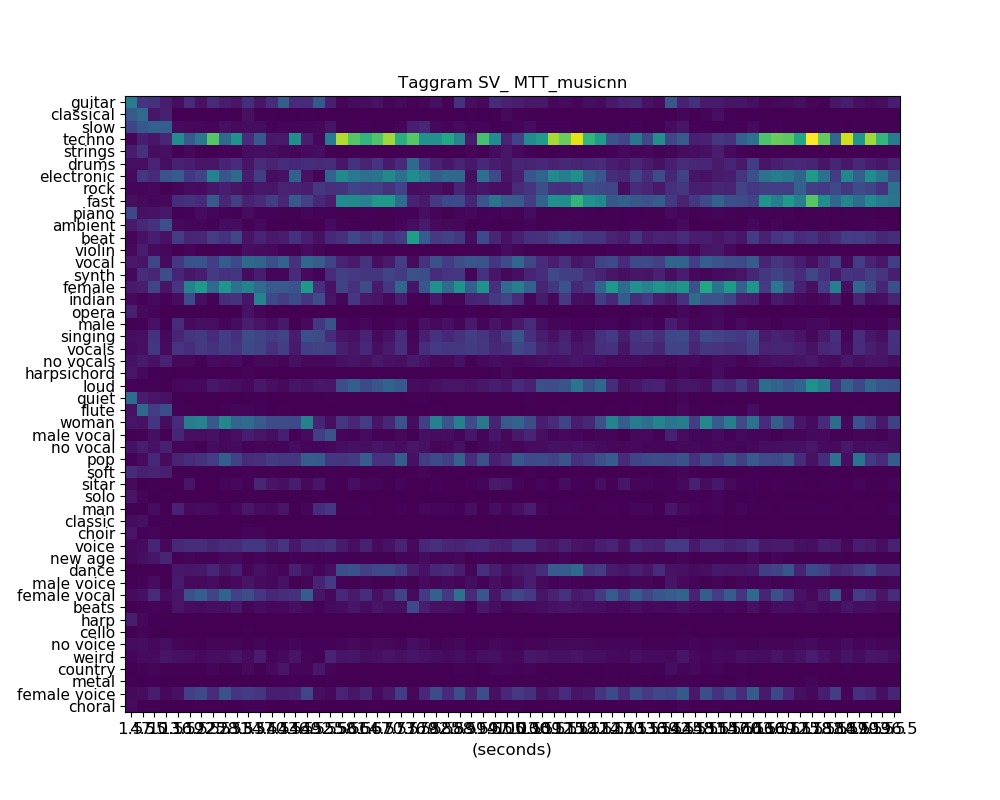 Taggram SV_ MTT_musicnn
guitar
classical
slow
techno
strings
drums
electronic
rock
fast
piano
ambient
beat
violin
vocal
synth
female
indian
opera
male
singing
vocals
no vocals
harpsichord
loud
quiet
flute
woman
male vocal
no vocal
pop
soft
sitar
solo
man
classic
choir
voice
new age
dance
male voice
female vocal
beats
harp
cello
no voice
weird
country
metal
female voice
choral
(seconds)